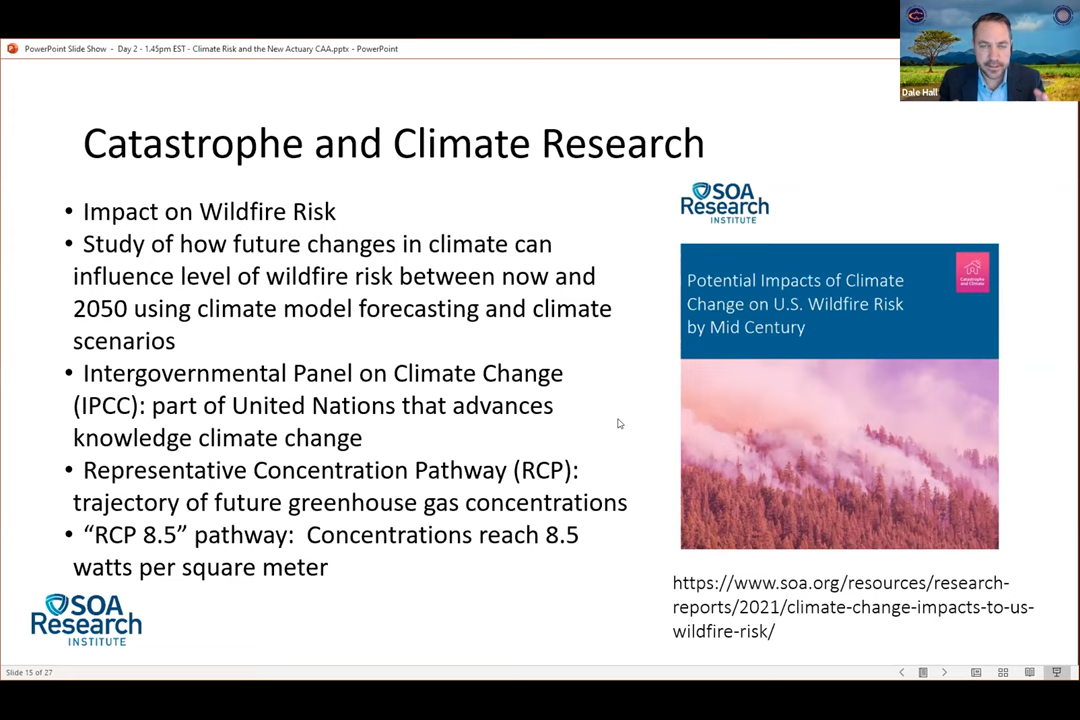 PowerPoint Slide Show - Day 2 - 1.45pm EST - Climate Risk and the New Actuary CAA.pptx - PowerPoint
Dale Hall
Catastrophe and Climate Research
• Impact on Wildfire Risk
• Study of how future changes in climate can
influence level of wildfire risk between now and
2050 using climate model forecasting and climate
scenarios
• Intergovernmental Panel on Climate Change
(IPCC): part of United Nations that advances
knowledge climate change
• Representative Concentration Pathway (RCP):
trajectory of future greenhouse gas concentrations
• “RCP 8.5” pathway: Concentrations reach 8.5
watts per square meter
SOA
Research
INSTITUTE
SOA
Research
INSTITUTE
Potential Impacts of Climate
Change on U.S. Wildfire Risk
by Mid Century
Catastrophe
and Climate
https://www.soa.org/resources/research-
reports/2021/climate-change-impacts-to-us-
wildfire-risk/
Slide 15 of 27